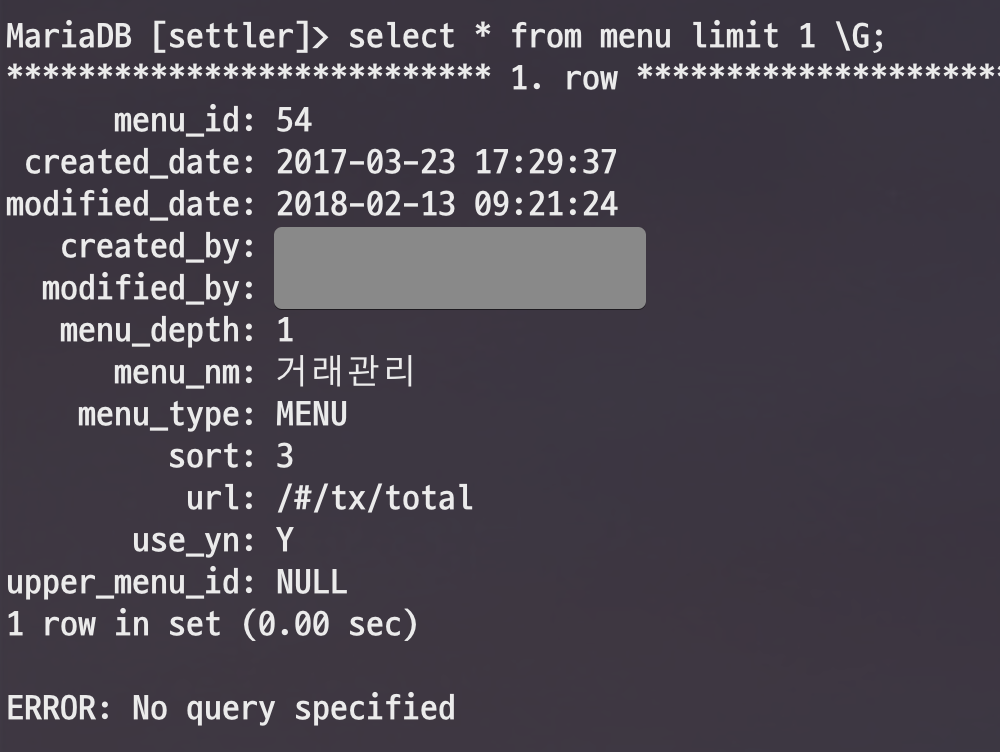 MariaDB [settler]> select * from menu limit 1 \G;
*************************** 1. row *********************
menu_id: 54
created_date: 2017-03-23 17:29:37
modified_date: 2018-02-13 09:21:24
created_by:
modified_by:
menu_depth: 1
menu_nm: 거래관리
menu_type: MENU
sort: 3
url: /#/tx/total
use_yn: Y
upper_menu_id: NULL
1 row in set (0.00 sec)
ERROR: No query specified